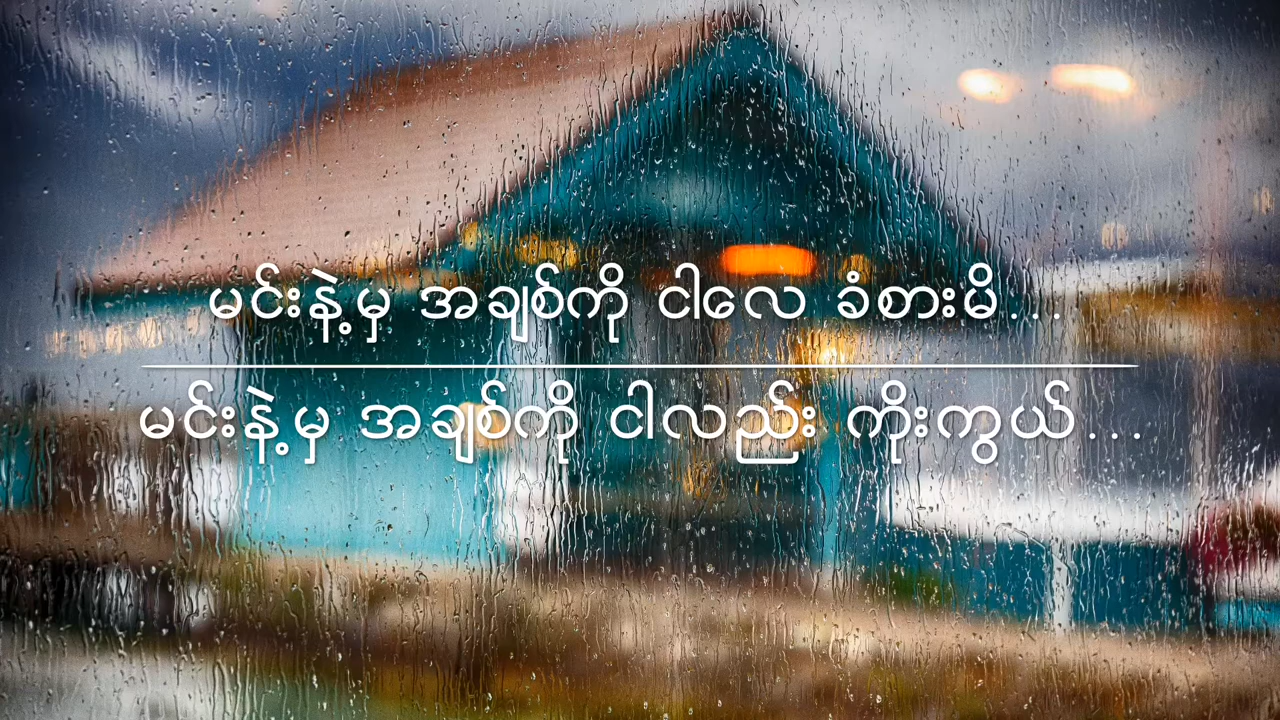 မင်းနဲ့မှ အချစ်ကို ငါလေ ခံစားမိ...
မင်းနဲ့မှ အချစ်ကို ငါလည်း ကိုးကွယ်...